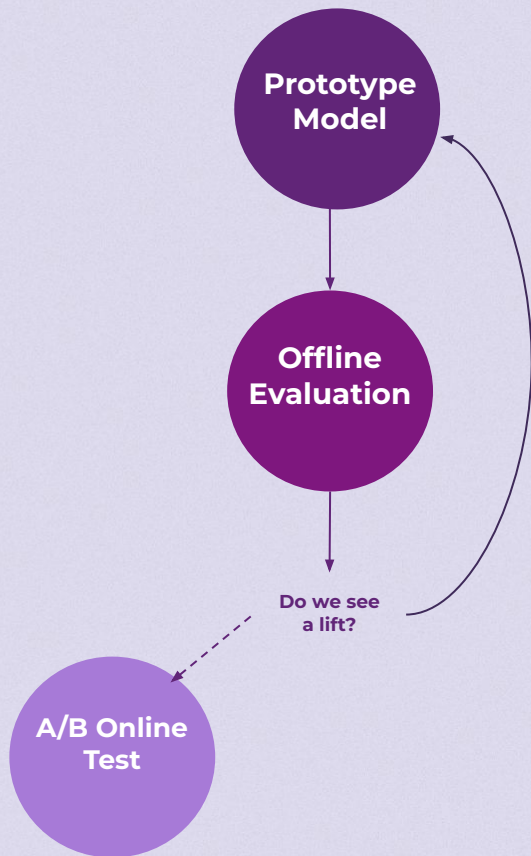 Prototype
Model
Offline
Evaluation
Do we see
a lift?
A/B Online
Test